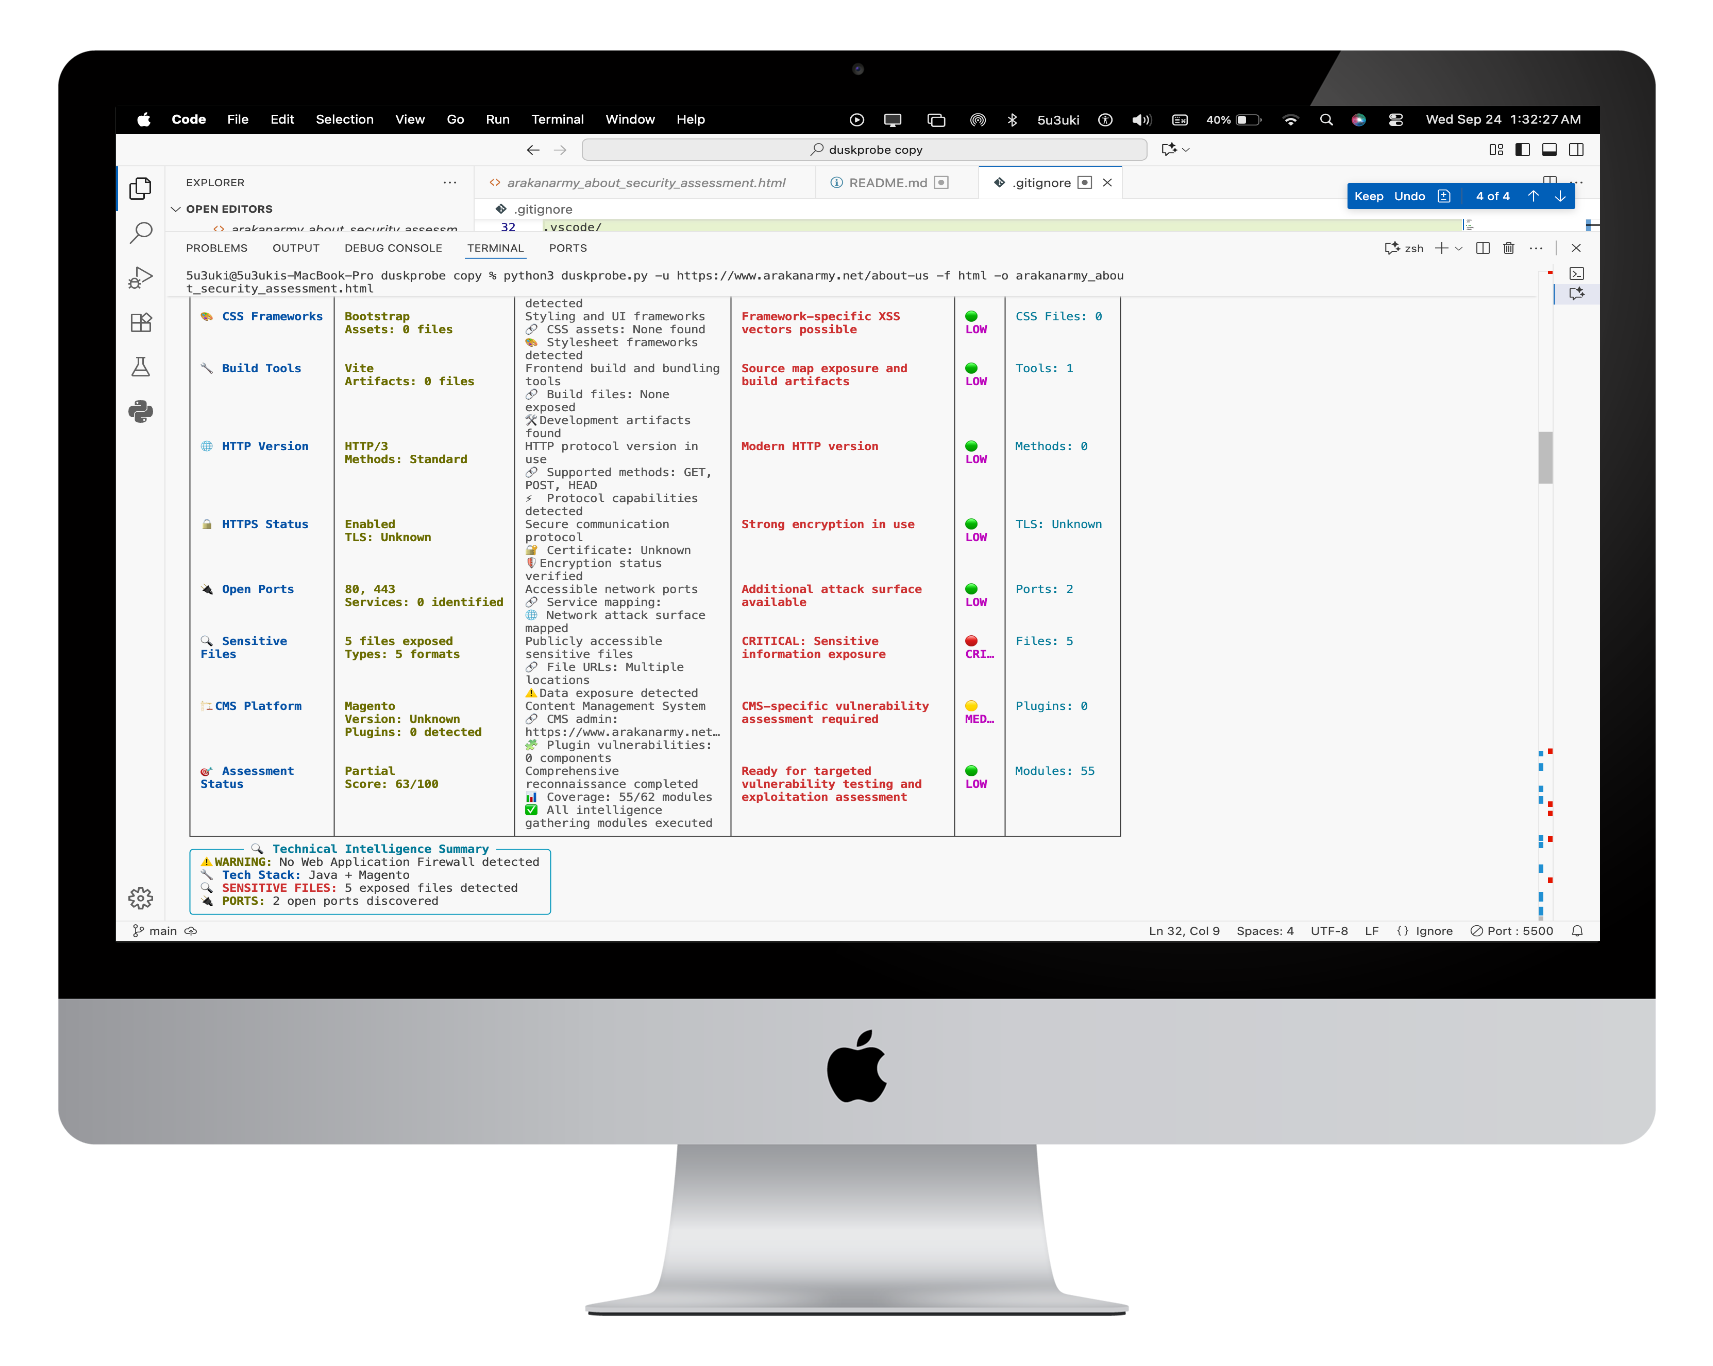 Code File Edit Selection View Go Run Terminal Window Help 5u3uki 40% Wed Sep 24 1:32:27 AM
duskprobe copy
EXPLORER
arakanarmy_about_security_assessment.html README.md .gitignore
Keep Undo 4 of 4
OPEN EDITORS
.gitignore
arakanarmy_about_security_assessm
32 .vscode/
PROBLEMS OUTPUT DEBUG CONSOLE TERMINAL PORTS
zsh
5u3uki@5u3ukis-MacBook-Pro duskprobe copy % python3 duskprobe.py -u https://www.arakanarmy.net/about-us -f html -o arakanarmy_abou
t_security_assessment.html
detected
CSS Frameworks Bootstrap Styling and UI frameworks Framework-specific XSS CSS Files: 0
Assets: 0 files CSS assets: None found vectors possible LOW
Stylesheet frameworks
detected
Build Tools Vite Frontend build and bundling Source map exposure and Tools: 1
Artifacts: 0 files tools build artifacts LOW
Build files: None
exposed
Development artifacts
found
HTTP Version HTTP/3 HTTP protocol version in Modern HTTP version Methods: 0
Methods: Standard use LOW
Supported methods: GET,
POST, HEAD
Protocol capabilities
detected
HTTPS Status Enabled Secure communication Strong encryption in use TLS: Unknown
TLS: Unknown protocol LOW
Certificate: Unknown
Encryption status
verified
Open Ports 80, 443 Accessible network ports Additional attack surface Ports: 2
Services: 0 identified Service mapping: available LOW
Network attack surface
mapped
Sensitive 5 files exposed Publicly accessible CRITICAL: Sensitive Files: 5
Files Types: 5 formats sensitive files information exposure CRI…
File URLs: Multiple
locations
Data exposure detected
CMS Platform Magento Content Management System CMS-specific vulnerability Plugins: 0
Version: Unknown CMS admin: assessment required MED…
Plugins: 0 detected https://www.arakanarmy.net…
Plugin vulnerabilities:
0 components
Assessment Partial Comprehensive Ready for targeted Modules: 55
Status Score: 63/100 reconnaissance completed vulnerability testing and LOW
Coverage: 55/62 modules exploitation assessment
All intelligence
gathering modules executed
Technical Intelligence Summary
WARNING: No Web Application Firewall detected
Tech Stack: Java + Magento
SENSITIVE FILES: 5 exposed files detected
PORTS: 2 open ports discovered
main Ln 32, Col 9 Spaces: 4 UTF-8 LF {} Ignore Port : 5500